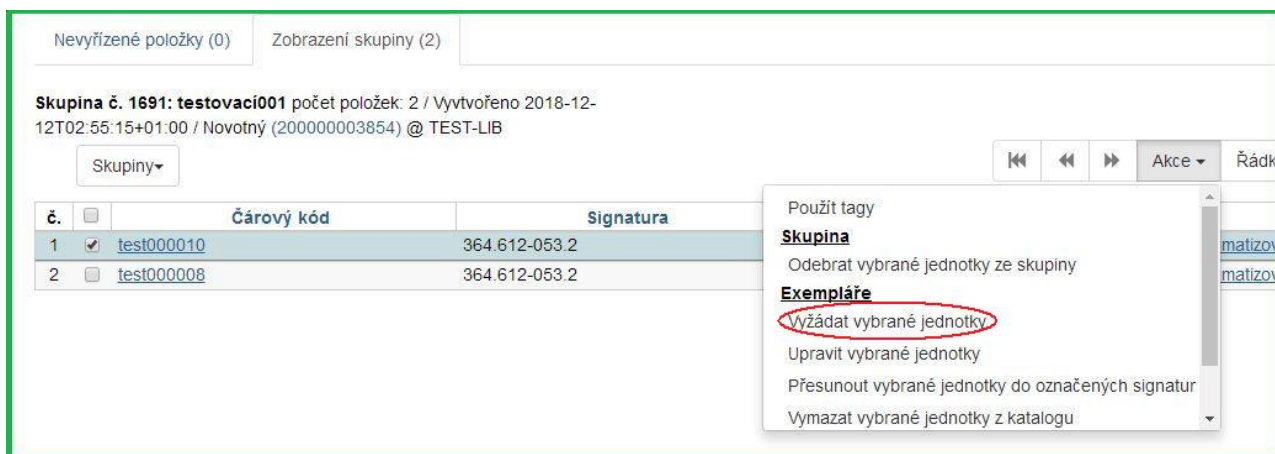 Nevyřízené položky (0) Zobrazení skupiny (2)
Skupina č. 1691: testovací001 počet položek: 2 / Vyvtvořeno 2018-12-
12T02:55:15+01:00 / Novotný (200000003854) @ TEST-LIB
Skupiny Akce Řádk
č. Čárový kód Signatura
1 test000010 364.612-053.2 matizov
2 test000008 364.612-053.2 matizov
Použít tagy
Skupina
Odebrat vybrané jednotky ze skupiny
Exempláře
Vyžádat vybrané jednotky
Upravit vybrané jednotky
Přesunout vybrané jednotky do označených signatur
Vymazat vybrané jednotky z katalogu